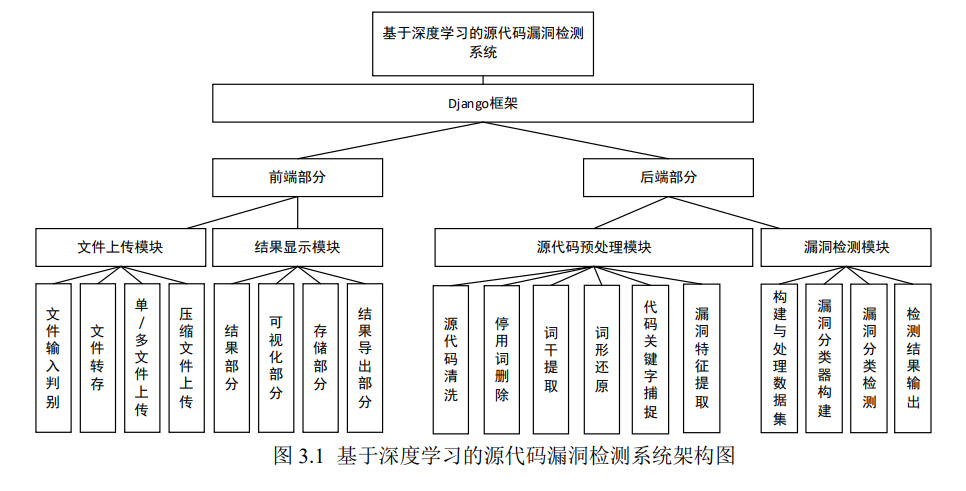 基于深度学习的源代码漏洞检测
系统
Django框架
前端部分
后端部分
文件上传模块
结果显示模块
源代码预处理模块
漏洞检测模块
文件输入判别
文件转存
单/多文件上传
压缩文件上传
结果部分
可视化部分
存储部分
结果导出部分
源代码清洗
停用词删除
词干提取
词形还原
代码关键字捕捉
漏洞特征提取
构建与处理数据集
漏洞分类器构建
漏洞分类检测
检测结果输出
图 3.1 基于深度学习的源代码漏洞检测系统架构图